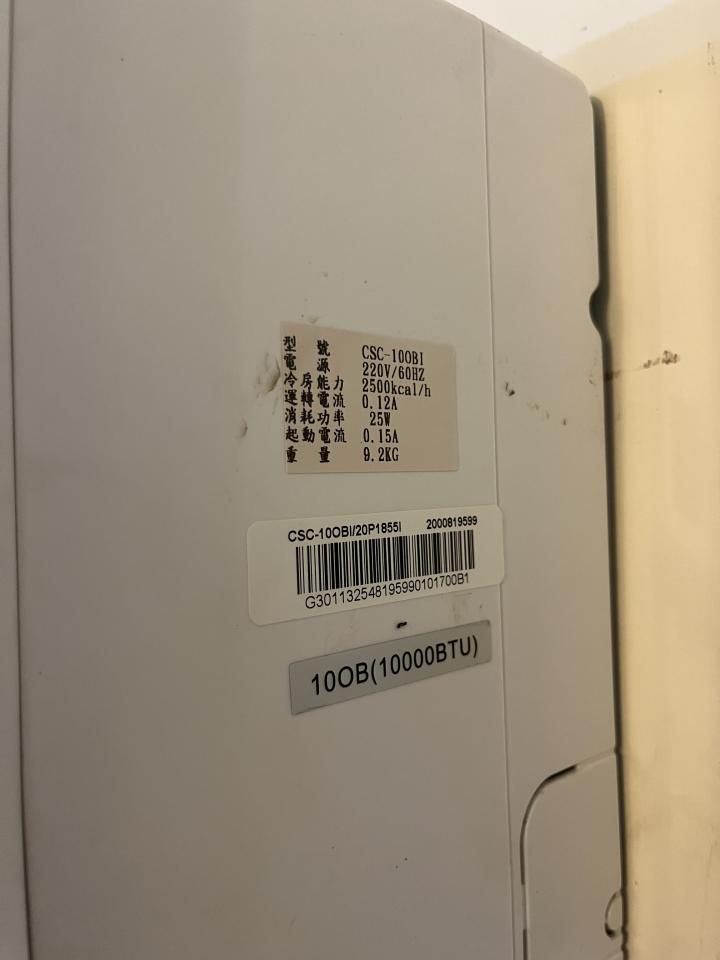 型 號 CSC-100BI
電 源 220V/60HZ
冷房能力 2500kcal/h
運轉電流 0.12A
消耗功率 25W
起動電流 0.15A
重 量 9.2KG
CSC-10OBI/20P1855I 2000819599
G301132548195990101700B1
10OB(10000BTU)